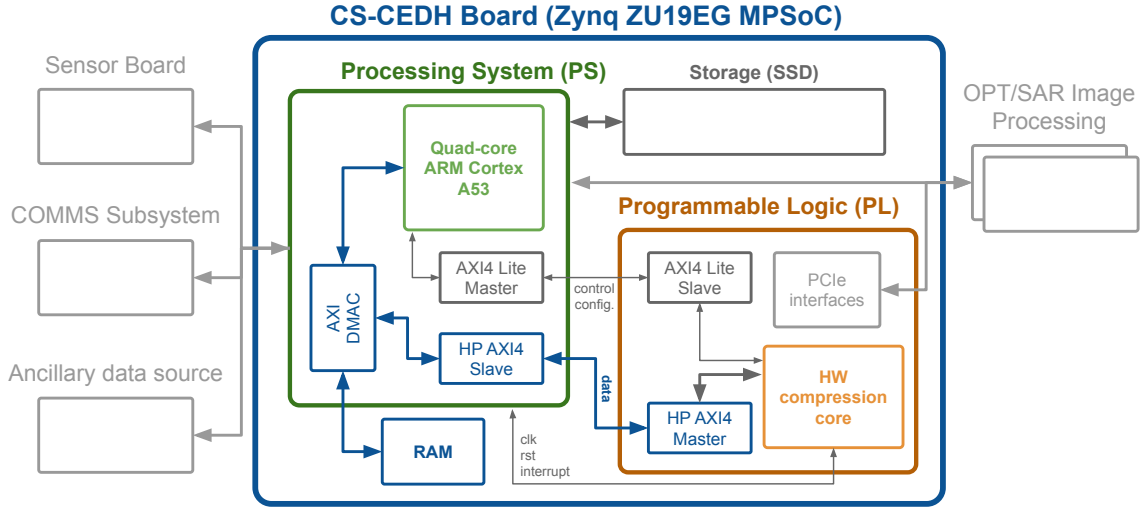 CS-CEDH Board (Zynq ZU19EG MPSoC)
Sensor Board
COMMS Subsystem
Ancillary data source
Processing System (PS)
Quad-core
ARM Cortex
A53
AXI4 Lite
Master
AXI
DMAC
HP AXI4
Slave
RAM
Storage (SSD)
control
config.
data
clk
rst
interrupt
Programmable Logic (PL)
AXI4 Lite
Slave
PCIe
interfaces
HW
compression
core
HP AXI4
Master
OPT/SAR Image
Processing